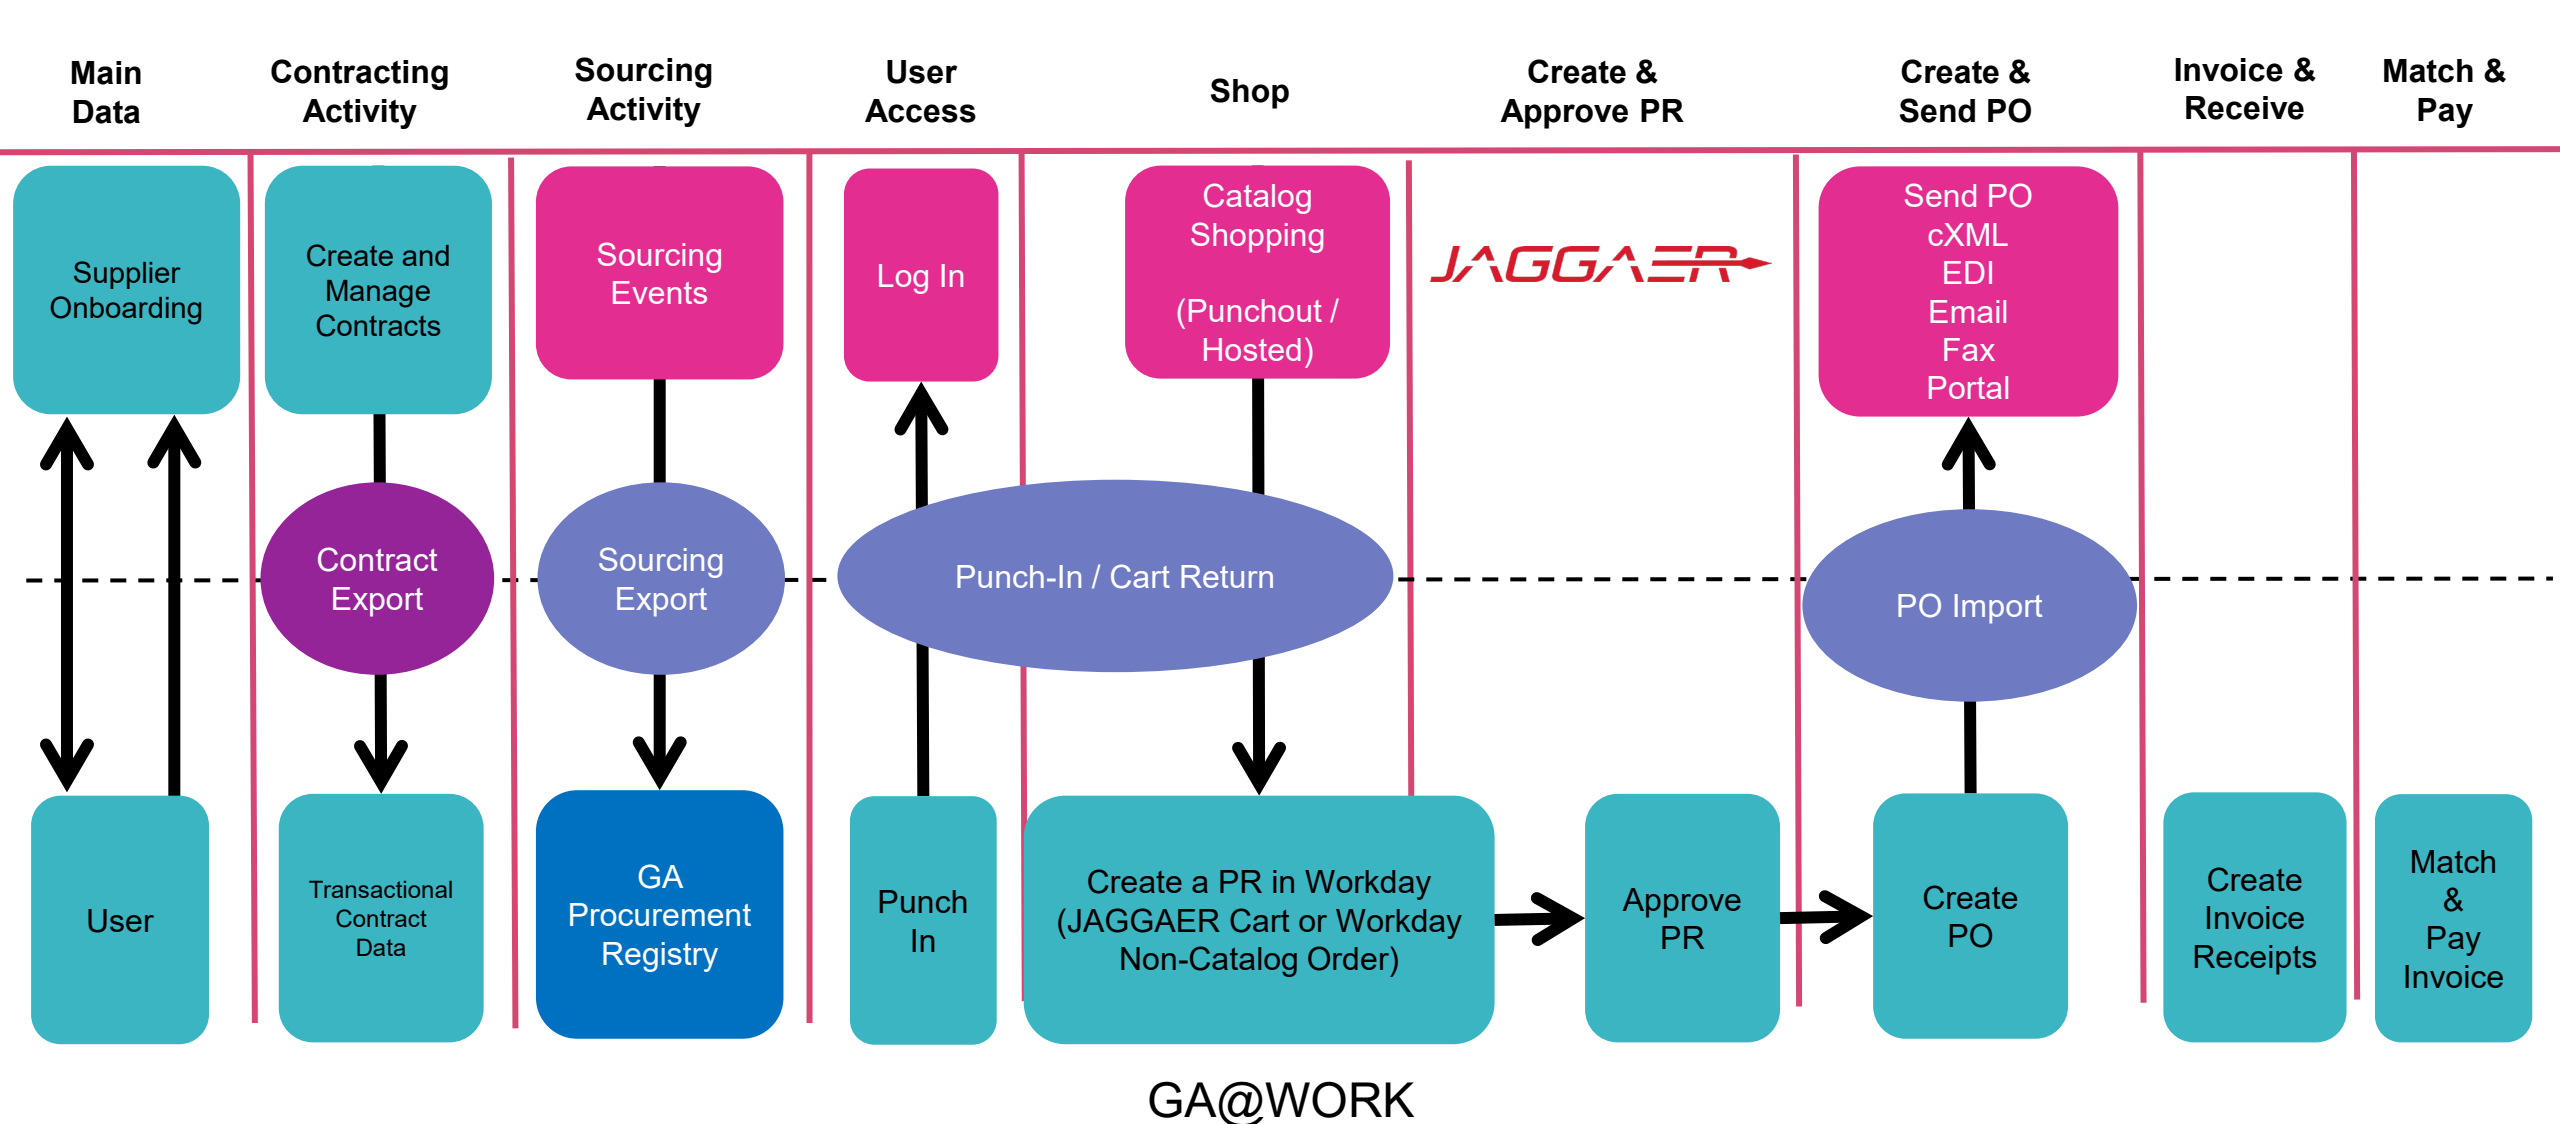 Main
Data
Contracting
Activity
Sourcing
Activity
User
Access
Shop
Create &
Approve PR
Create &
Send PO
Invoice &
Receive
Match &
Pay
Supplier
Onboarding
Create and
Manage
Contracts
Sourcing
Events
Log In
Catalog
Shopping
(Punchout /
Hosted)
JAGGAER
Send PO
cXML
EDI
Email
Fax
Portal
Contract
Export
Sourcing
Export
Punch-In / Cart Return
PO Import
User
Transactional
Contract
Data
GA
Procurement
Registry
Punch
In
Create a PR in Workday
(JAGGAER Cart or Workday
Non-Catalog Order)
Approve
PR
Create
PO
Create
Invoice
Receipts
Match
&
Pay
Invoice
GA@WORK